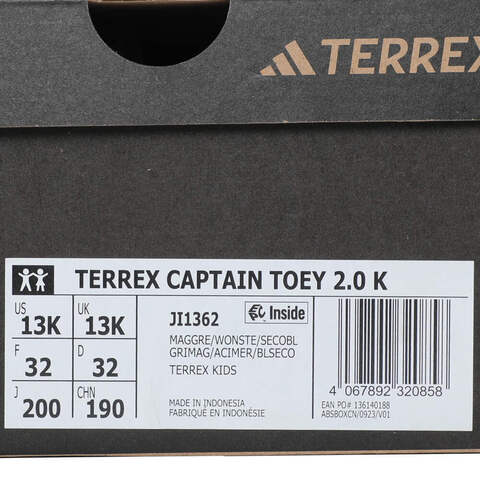 TERREX
TERREX CAPTAIN TOEY 2.0 K
US UK
13K 13K
F D
32 32
J CHN
200 190
JI1362
Inside
MAGGRE/WONSTE/SECOBL
GRIMAG/ACIMER/BLSECO
TERREX KIDS
MADE IN INDONESIA
FABRIQUÉ EN INDONÉSIE
4 067892 320858
EAN PO# 136140188
ABSBOXCN/0923/V01